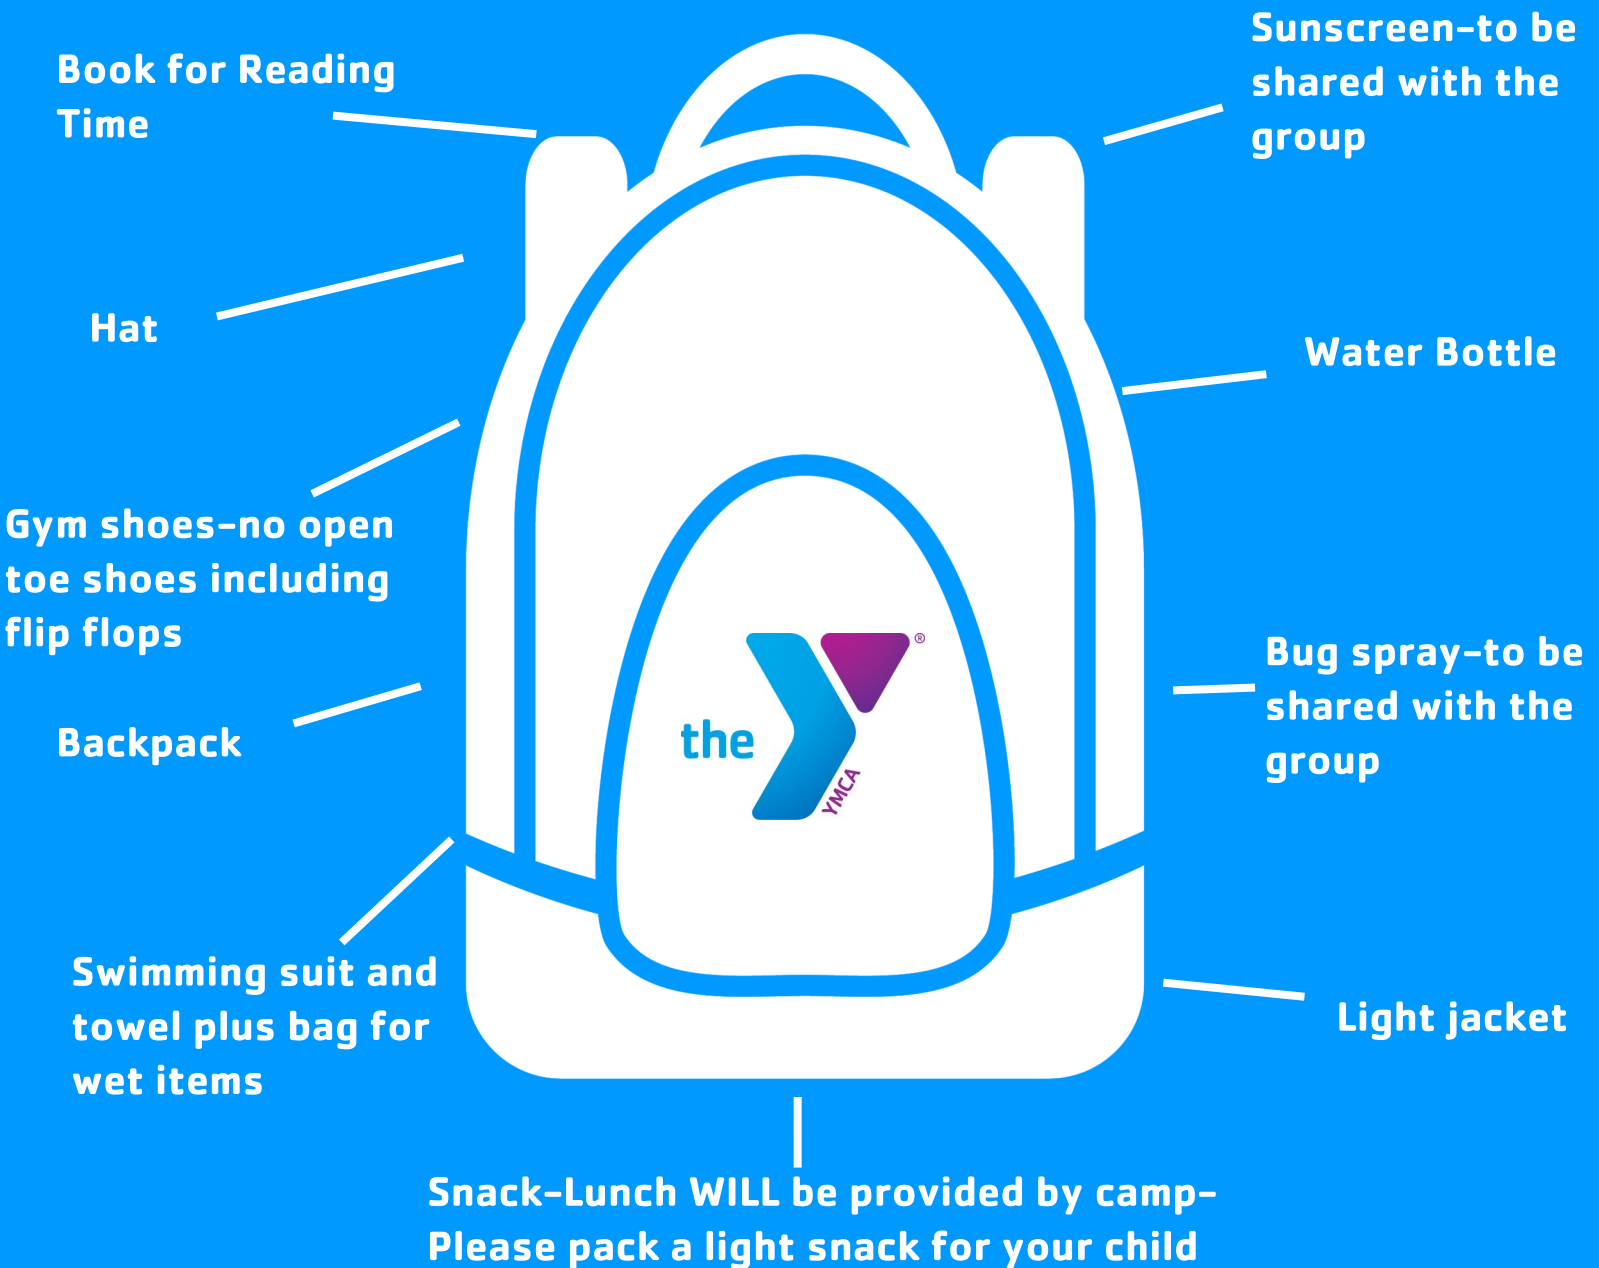 Book for Reading
Time
Sunscreen-to be
shared with the
group
Hat
Water Bottle
Gym shoes-no open
toe shoes including
flip flops
Backpack
the
YMCA
®
Bug spray-to be
shared with the
group
Swimming suit and
towel plus bag for
wet items
Light jacket
Snack-Lunch WILL be provided by camp-
Please pack a light snack for your child